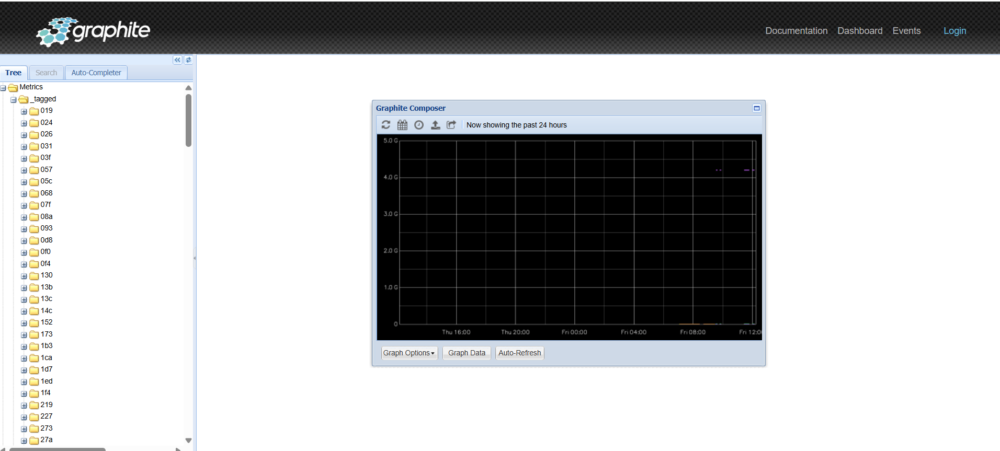 graphite
Documentation Dashboard Events Login
Tree Search Auto-Completer
Metrics
_tagged
019
024
026
031
03f
057
05c
068
07f
08a
093
0d8
0f0
0f4
130
13b
13c
14c
152
173
1b3
1ca
1d7
1ed
1f4
219
227
273
27a
Graphite Composer
Now showing the past 24 hours
5.0 G
4.0 G
3.0 G
2.0 G
1.0 G
0
Thu 16:00 Thu 20:00 Fri 00:00 Fri 04:00 Fri 08:00 Fri 12:0
Graph Options Graph Data Auto-Refresh